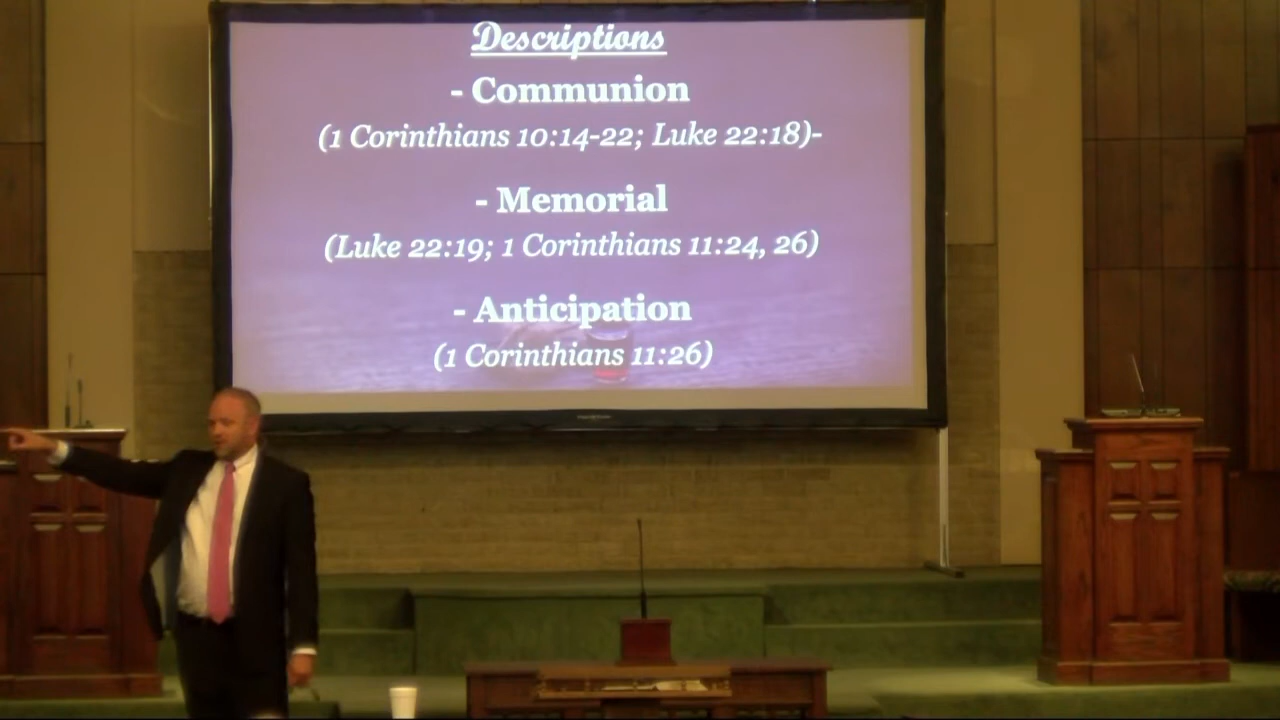 Descriptions
- Communion
(1 Corinthians 10:14-22; Luke 22:18)-
- Memorial
(Luke 22:19; 1 Corinthians 11:24, 26)
- Anticipation
(1 Corinthians 11:26)